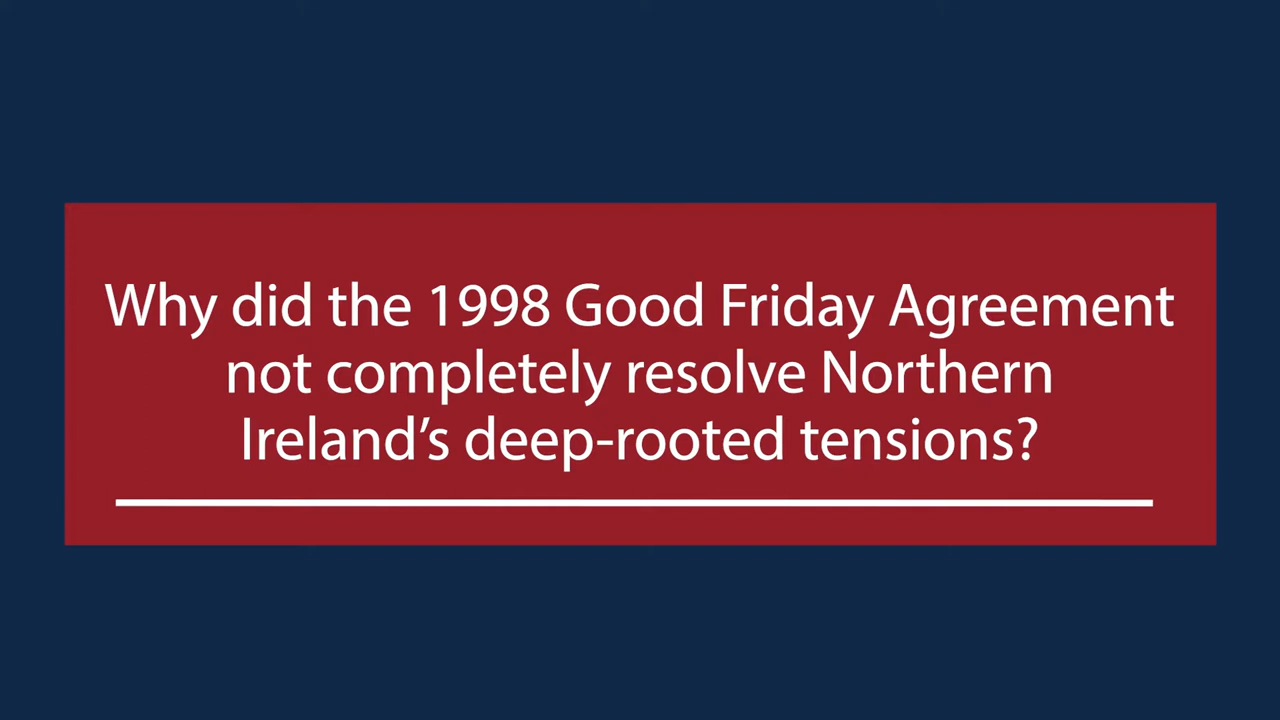 Why did the 1998 Good Friday Agreement
not completely resolve Northern
Ireland’s deep-rooted tensions?